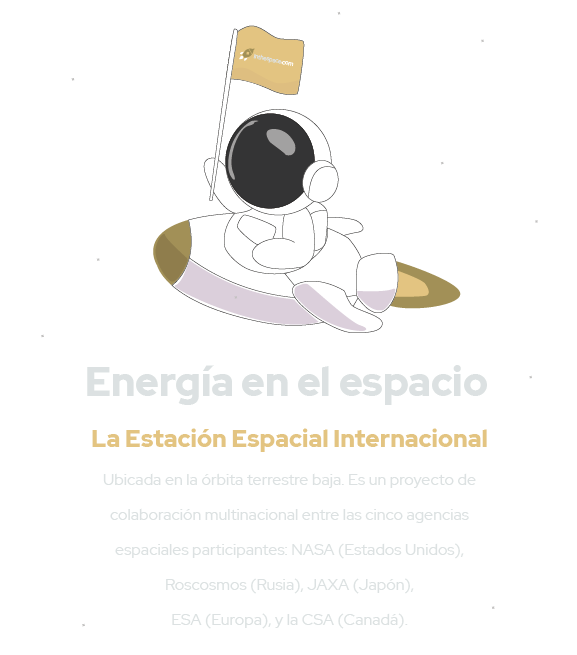 Energía en el espacio
La Estación Espacial Internacional
Ubicada en la órbita terrestre baja. Es un proyecto de
colaboración multinacional entre las cinco agencias
espaciales participantes: NASA (Estados Unidos),
Roscosmos (Rusia), JAXA (Japón),
ESA (Europa), y la CSA (Canadá).